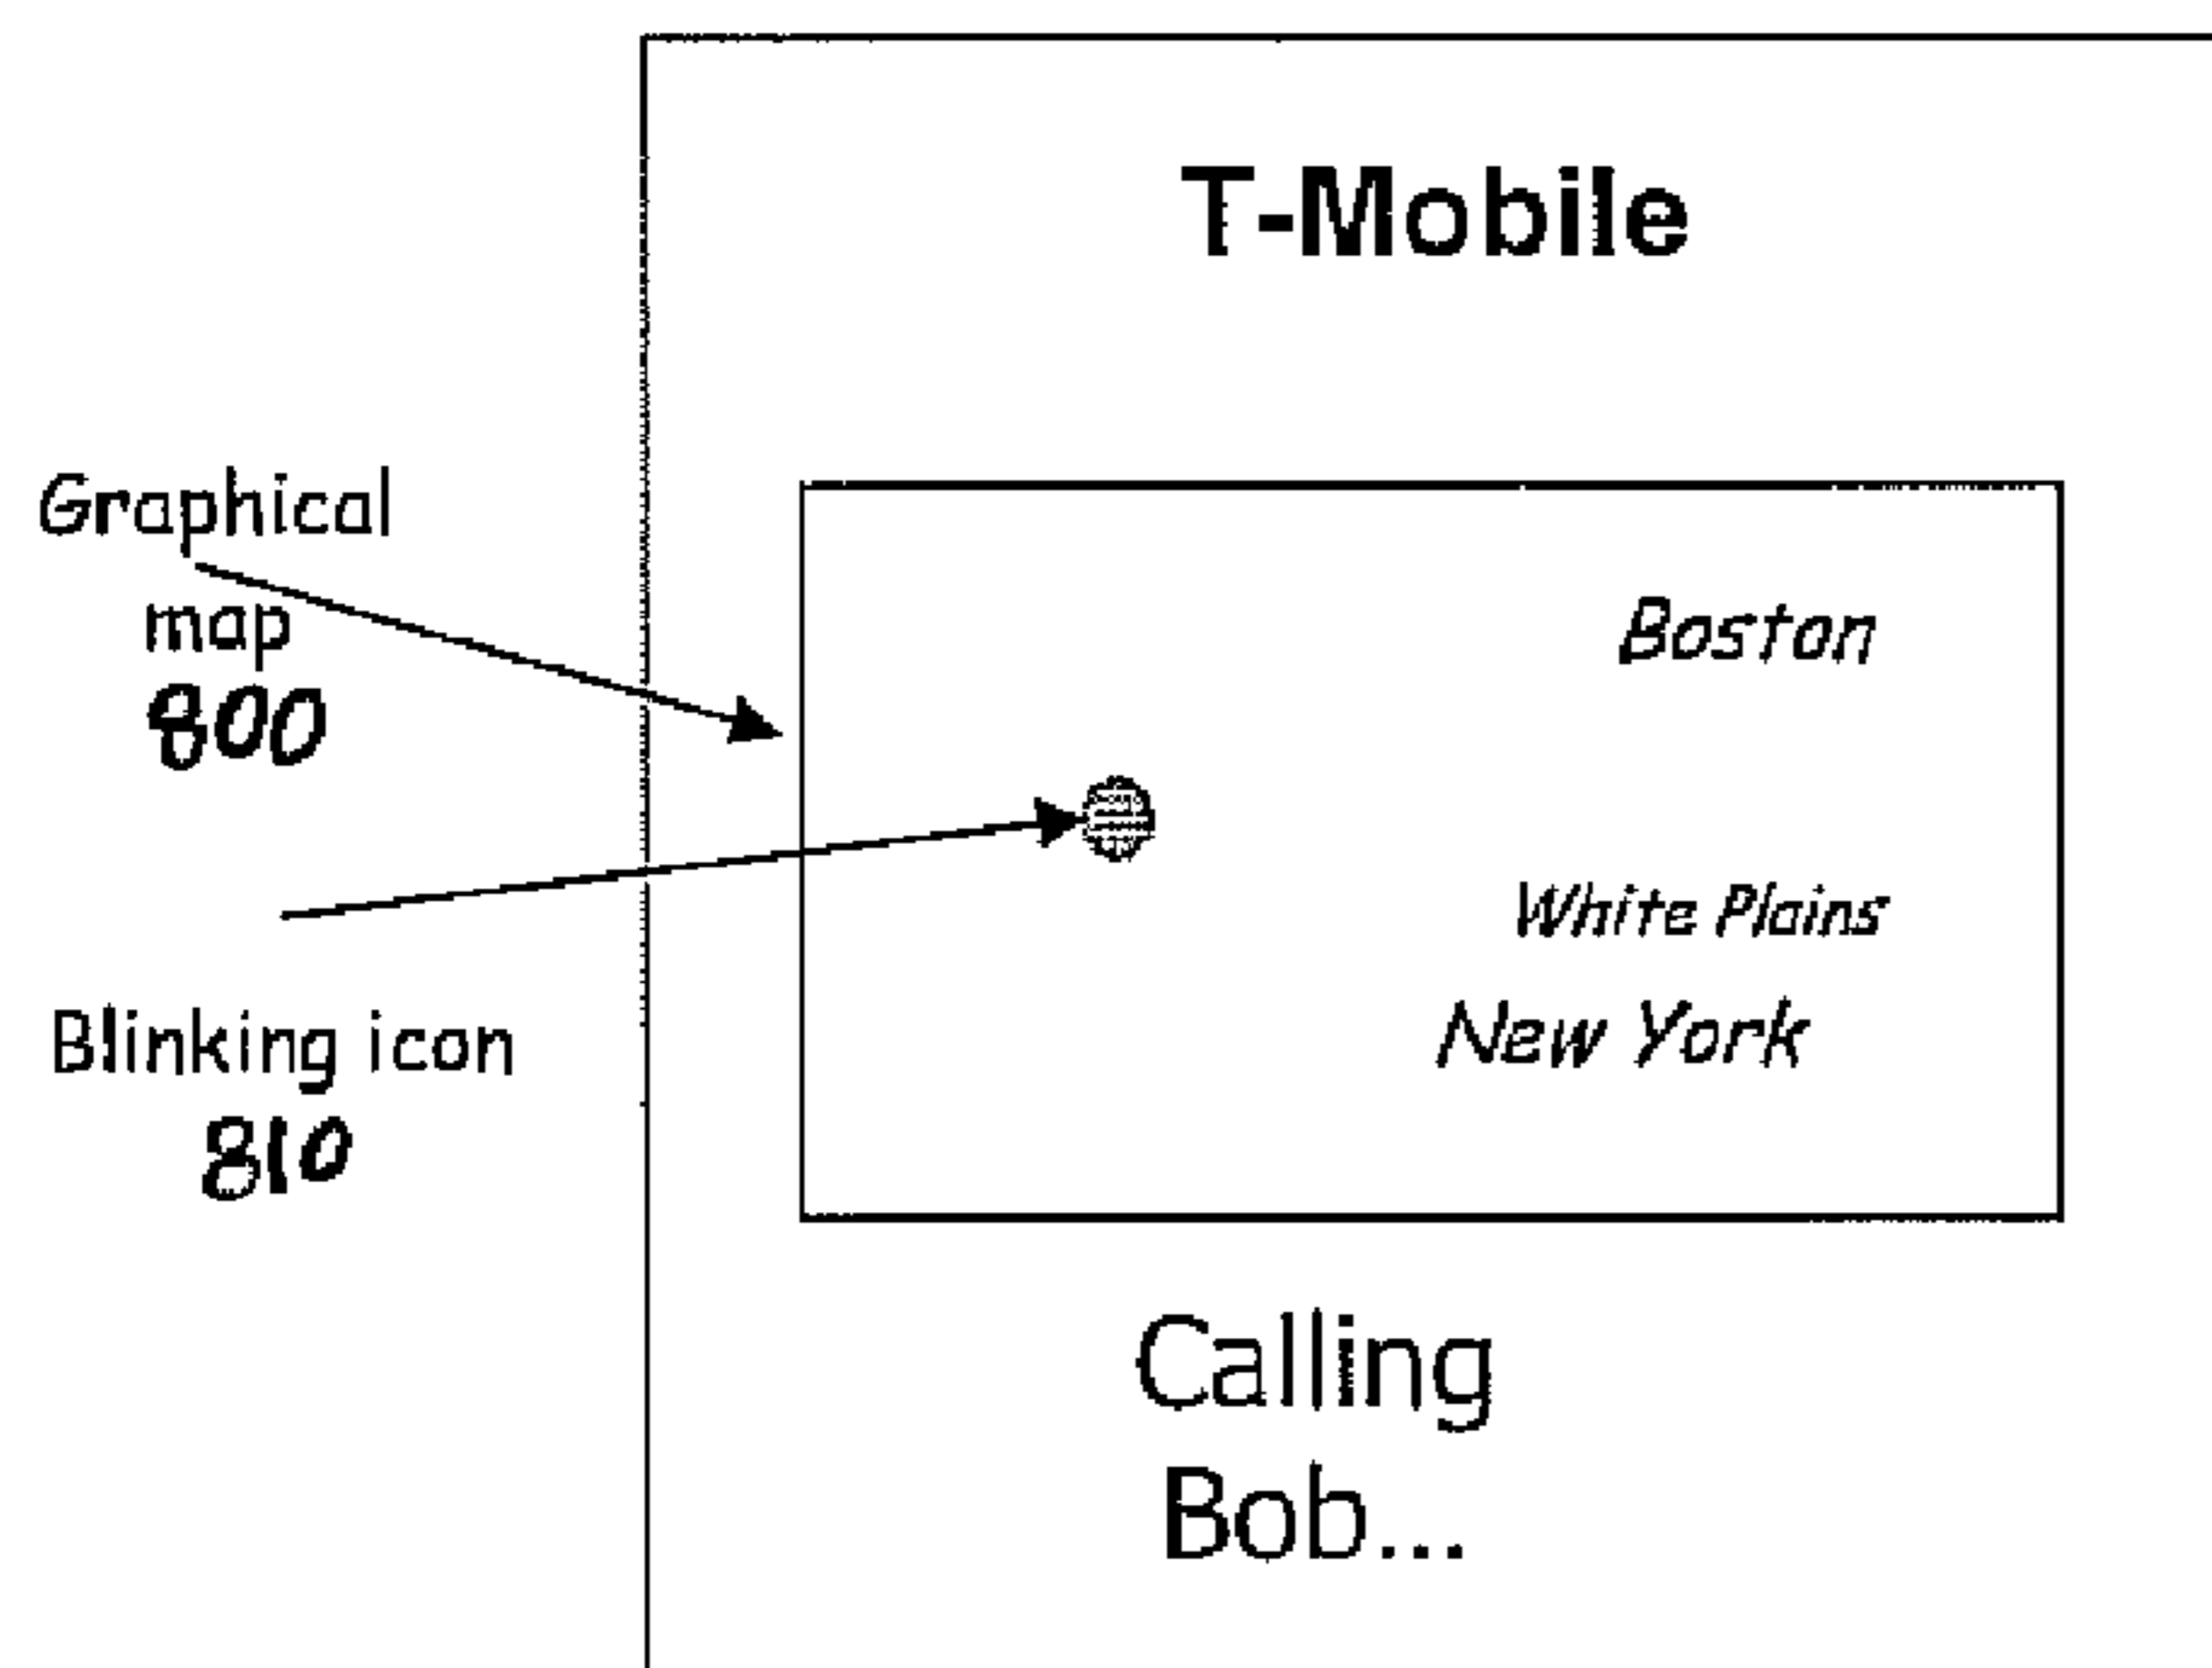 T-Mobile
Graphical
map
800
Boston
White Plains
New York
Blinking icon
810
Calling
Bob...